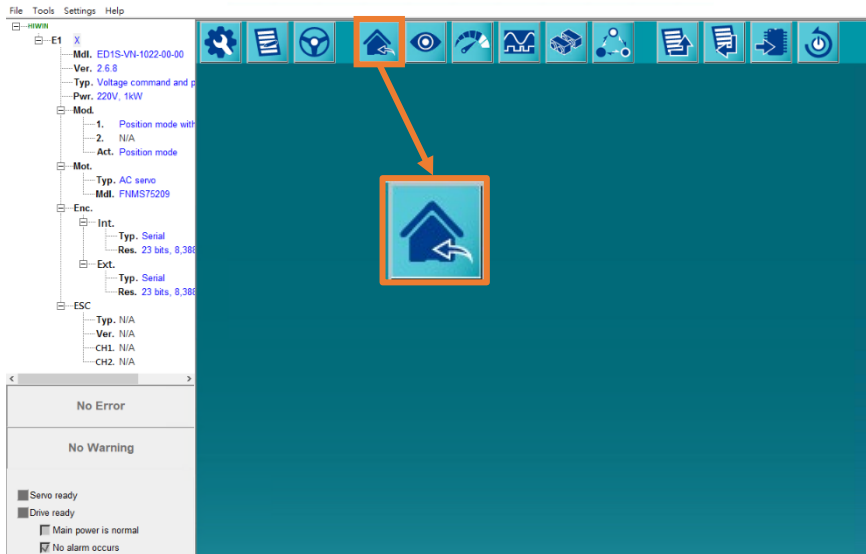 File Tools Settings Help
HIWIN
E1 X
Mdl. ED1S-VN-1022-00-00
Ver. 2.6.8
Typ. Voltage command and p
Pwr. 220V, 1kW
Mod.
1. Position mode with
2. N/A
Act. Position mode
Mot.
Typ. AC servo
Mdl. FNMS75209
Enc.
Int.
Typ. Serial
Res. 23 bits, 8,388
Ext.
Typ. Serial
Res. 23 bits, 8,388
ESC
Typ. N/A
Ver. N/A
CH1. N/A
CH2. N/A
No Error
No Warning
Servo ready
Drive ready
Main power is normal
No alarm occurs